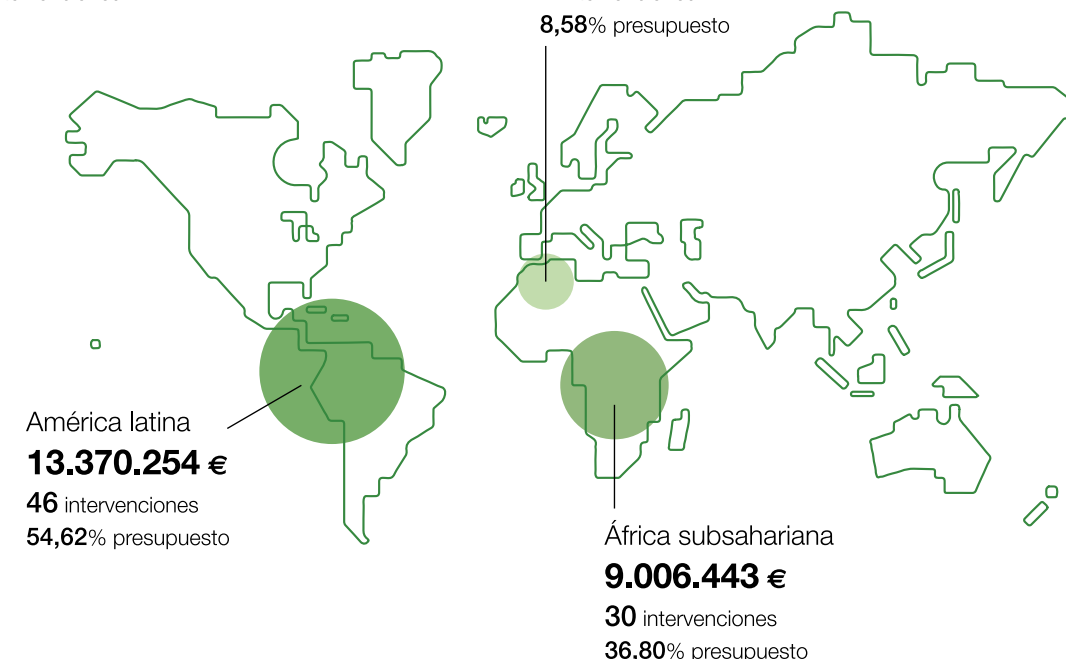 8,58% presupuesto
América latina
13.370.254 €
46 intervenciones
54,62% presupuesto
África subsahariana
9.006.443 €
30 intervenciones
36,80% presupuesto